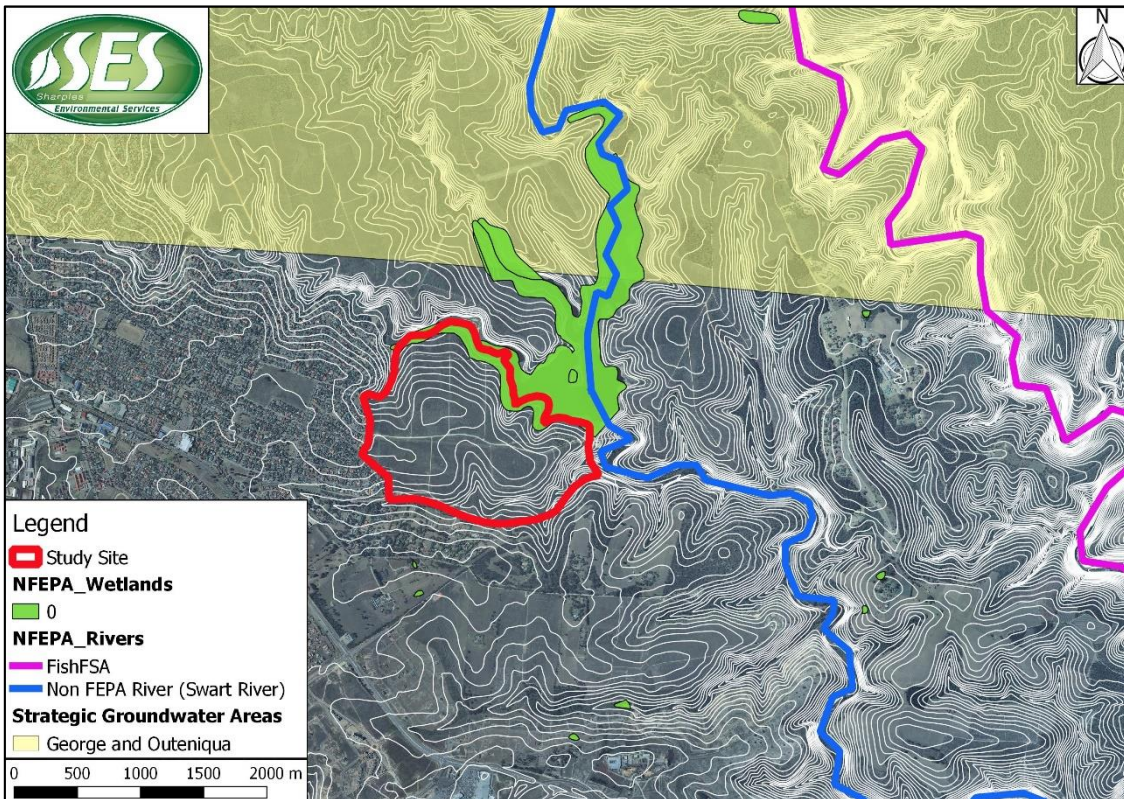 SES
Sharples
Environmental Services
N
Legend
Study Site
NFEPA_Wetlands
0
NFEPA_Rivers
FishFSA
Non FEPA River (Swart River)
Strategic Groundwater Areas
George and Outeniqua
0 500 1000 1500 2000 m